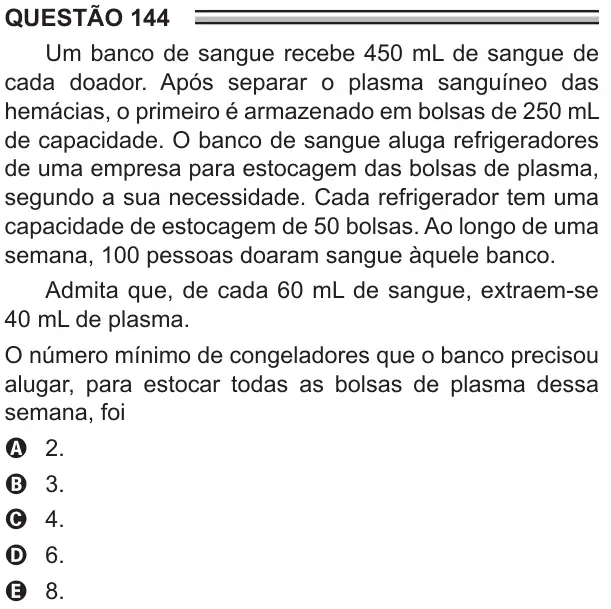 QUESTÃO 144
Um banco de sangue recebe 450 mL de sangue de
cada doador. Após separar o plasma sanguíneo das
hemácias, o primeiro é armazenado em bolsas de 250 mL
de capacidade. O banco de sangue aluga refrigeradores
de uma empresa para estocagem das bolsas de plasma,
segundo a sua necessidade. Cada refrigerador tem uma
capacidade de estocagem de 50 bolsas. Ao longo de uma
semana, 100 pessoas doaram sangue àquele banco.
Admita que, de cada 60 mL de sangue, extraem-se
40 mL de plasma.
O número mínimo de congeladores que o banco precisou
alugar, para estocar todas as bolsas de plasma dessa
semana, foi
A 2.
B 3.
C 4.
D 6.
E 8.